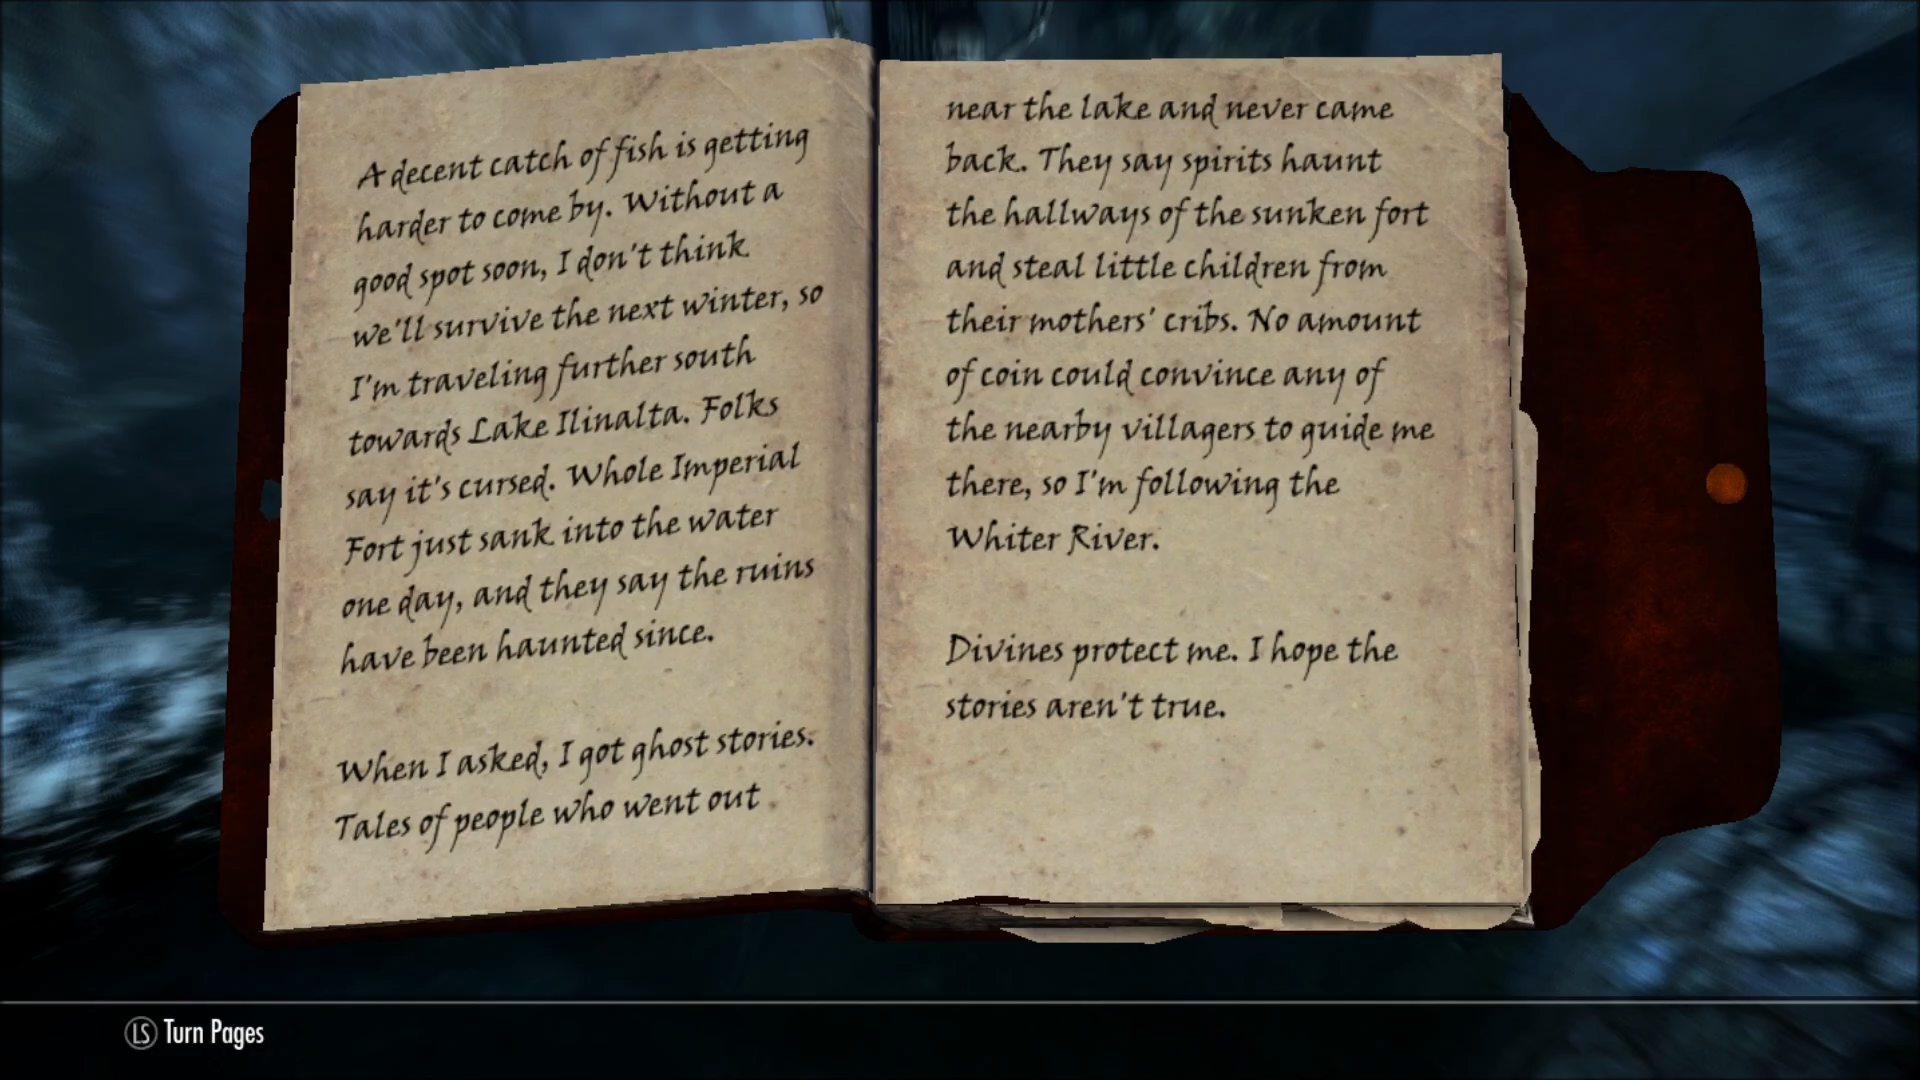 A decent catch of fish is getting
harder to come by. Without a
good spot soon, I don't think
we'll survive the next winter, so
I'm traveling further south
towards Lake Ilinalta. Folks
say it's cursed. Whole Imperial
Fort just sank into the water
one day, and they say the ruins
have been haunted since.
When I asked, I got ghost stories.
Tales of people who went out
near the lake and never came
back. They say spirits haunt
the hallways of the sunken fort
and steal little children from
their mothers' cribs. No amount
of coin could convince any of
the nearby villagers to guide me
there, so I'm following the
Whiter River.
Divines protect me. I hope the
stories aren't true.
LS Turn Pages